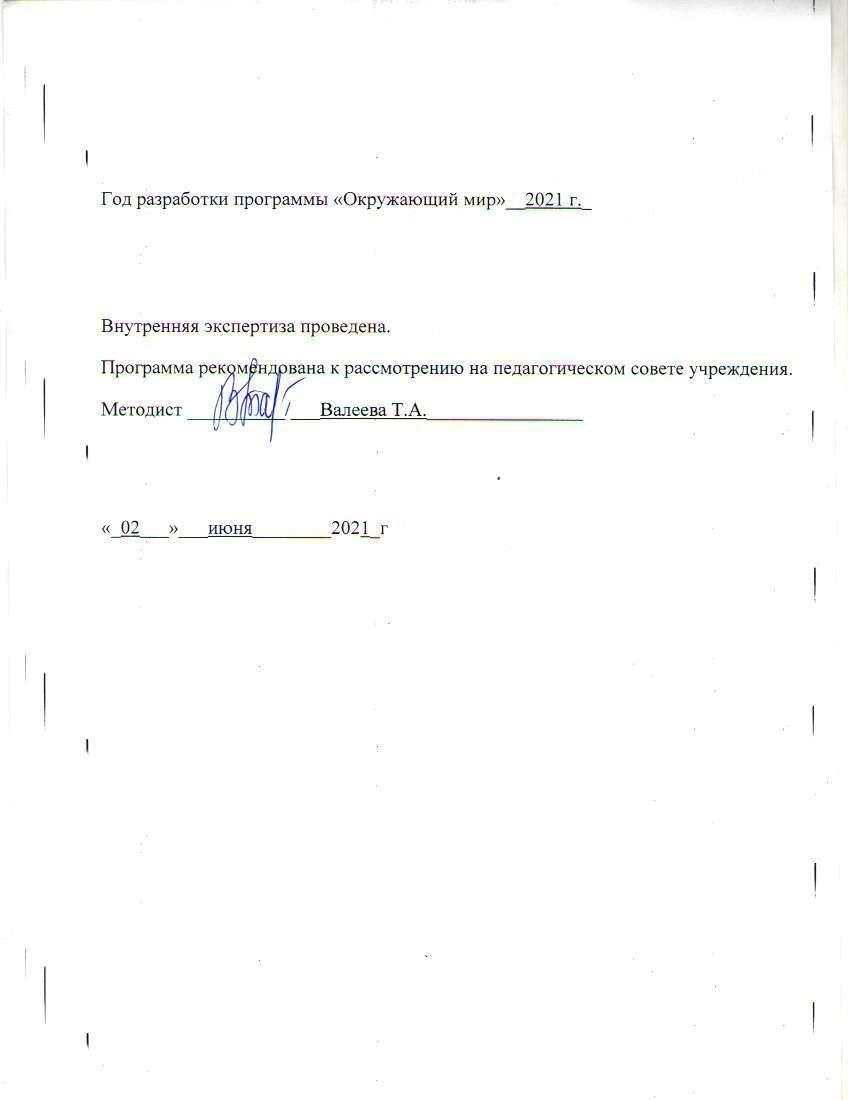 Год разработки программы «Окружающий мир»__2021 г._
Внутренняя экспертиза проведена.
Программа рекомендована к рассмотрению на педагогическом совете учреждения.
Методист __________/___Валеева Т.А.________________
«_02___»___июня________2021_г